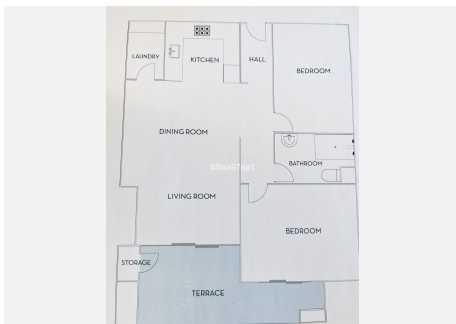 LAUNDRY
KITCHEN
HALL
BEDROOM
DINING ROOM
BATHROOM
LIVING ROOM
BEDROOM
STORAGE
TERRACE